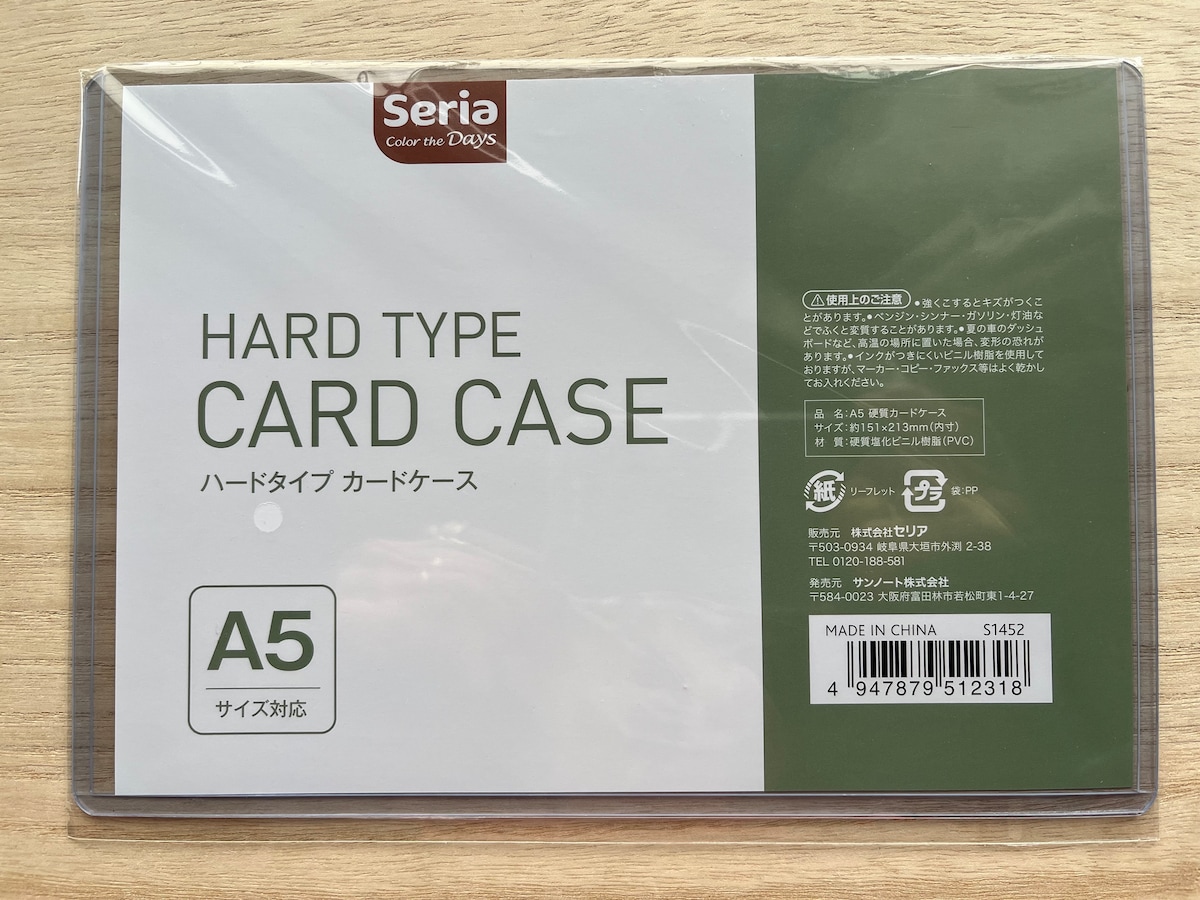 Seria
Color the Days
HARD TYPE
CARD CASE
ハードタイプ カードケース
A5
サイズ対応
⚠使用上のご注意 ●強くこするとキズがつくこ
とがあります。●ベンジン・シンナー・ガソリン・灯油な
どでふくと変質することがあります。●夏の車のダッシュ
ボードなど、高温の場所に置いた場合、変形の恐れが
あります。●インクがつきにくいビニル樹脂を使用して
おりますが、マーカー・コピー・ファックス等はよく乾かし
てお入れください。
品 名:A5 硬質カードケース
サイズ:約151×213mm(内寸)
材 質:硬質塩化ビニル樹脂(PVC)
紙 リーフレット プラ 袋:PP
販売元 株式会社セリア
〒503-0934 岐阜県大垣市外渕 2-38
TEL 0120-188-581
発売元 サンノート株式会社
〒584-0023 大阪府富田林市若松町東1-4-27
MADE IN CHINA S1452
4 947879 512318